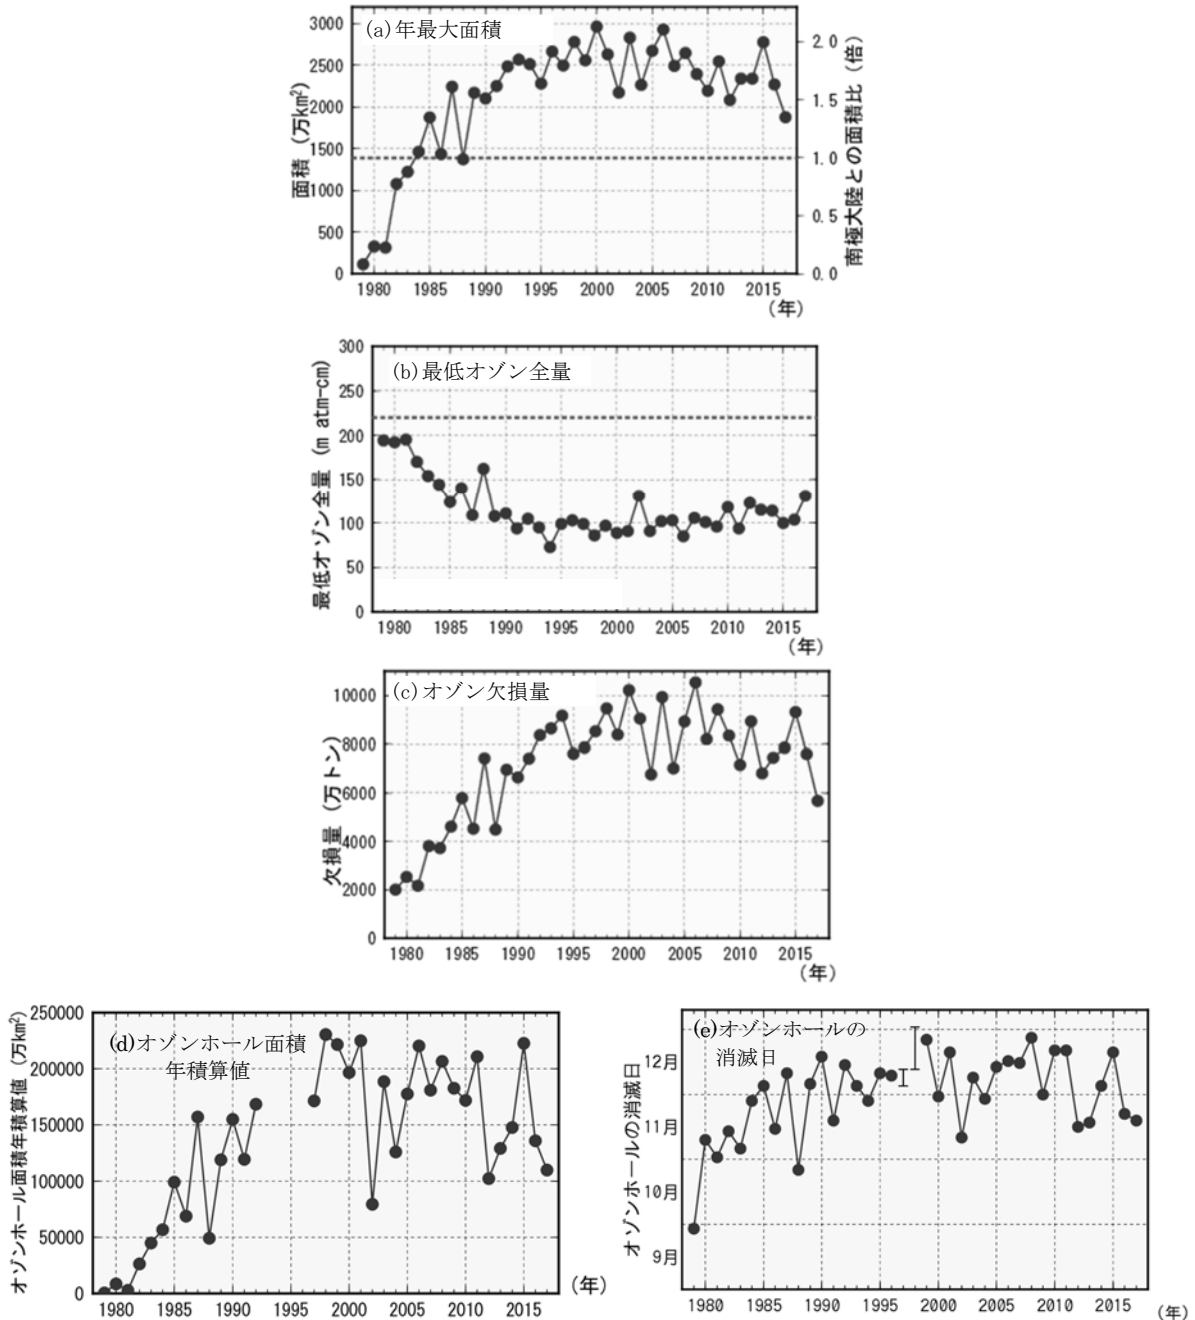 (a) 年最大面積
面積 (万km²)
3000
2500
2000
1500
1000
500
0
2.0
1.5
1.0
0.5
0.0
南極大陸との面積比 (倍)
1980 1985 1990 1995 2000 2005 2010 2015
(年)
(b) 最低オゾン全量
最低オゾン全量 (m atm-cm)
300
250
200
150
100
50
0
1980 1985 1990 1995 2000 2005 2010 2015
(年)
(c) オゾン欠損量
欠損量 (万トン)
10000
8000
6000
4000
2000
0
1980 1985 1990 1995 2000 2005 2010 2015
(年)
(d)オゾンホール面積
年積算値
オゾンホール面積年積算値 (万km²)
250000
200000
150000
100000
50000
0
1980 1985 1990 1995 2000 2005 2010 2015
(年)
(e)オゾンホールの
消滅日
オゾンホールの消滅日
12月
11月
10月
9月
1980 1985 1990 1995 2000 2005 2010 2015
(年)